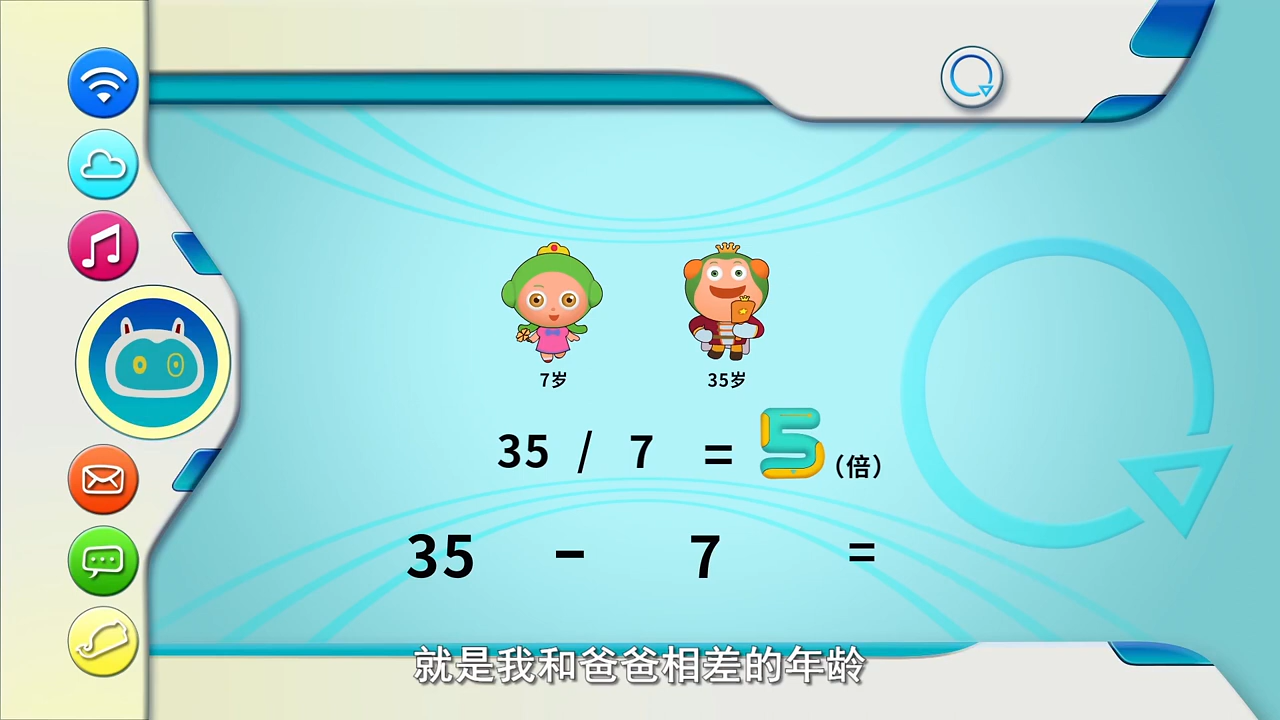 7岁 35岁
35 / 7 = 5 (倍)
35 - 7 =
就是我和爸爸相差的年龄